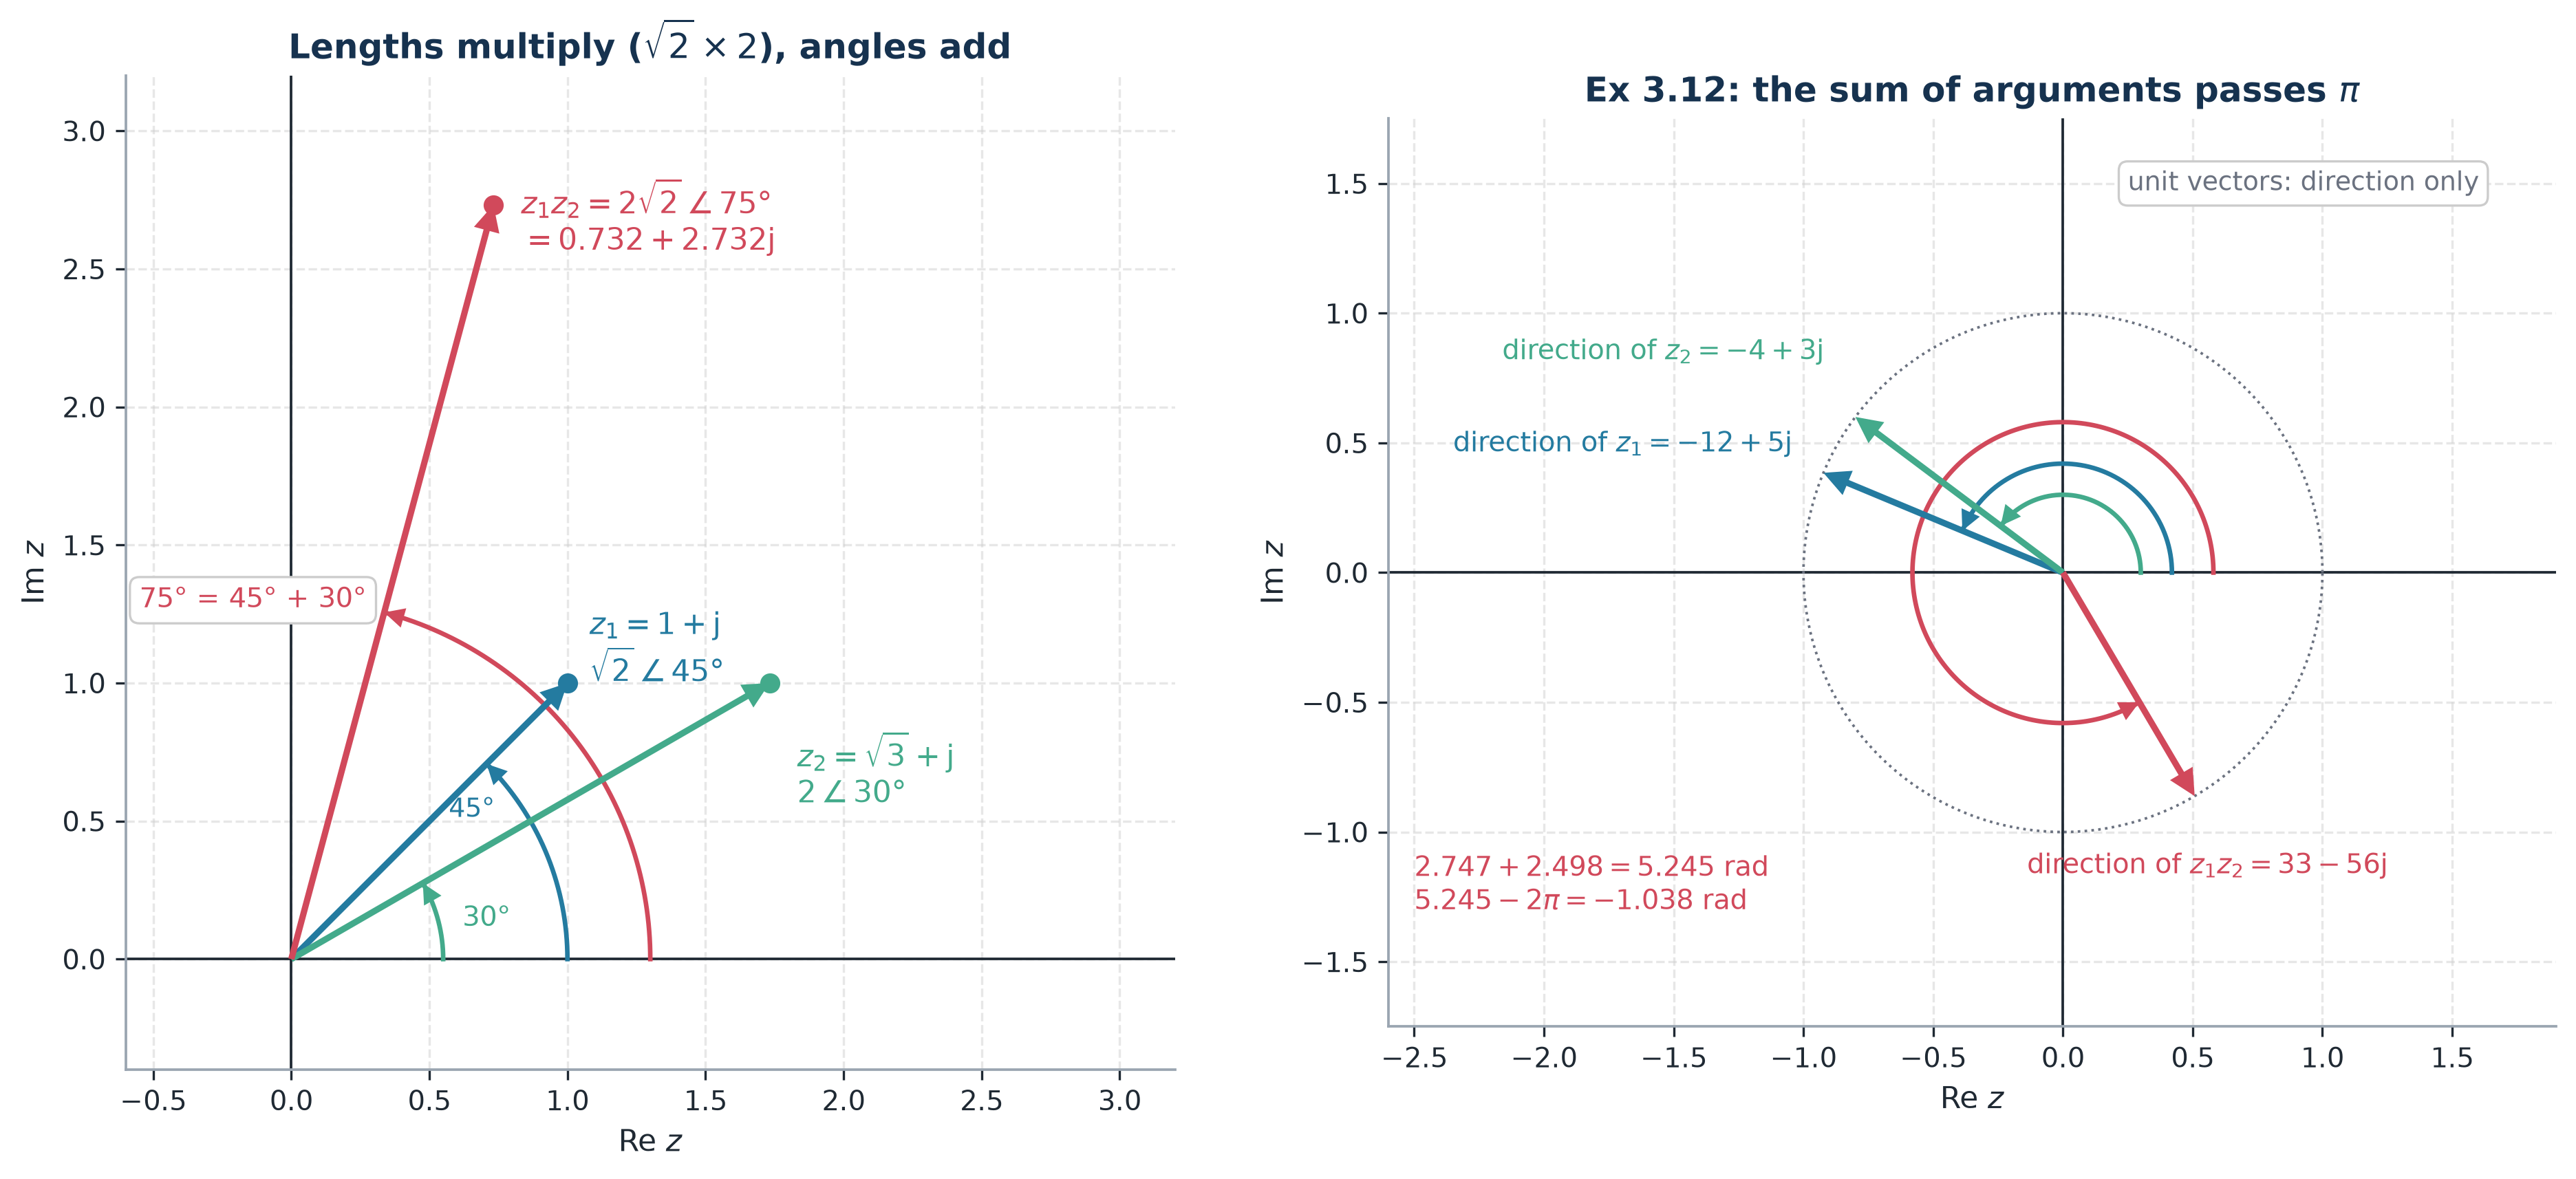 Lengths multiply (√2 × 2), angles add
3.0
2.5
2.0
1.5
1.0
0.5
0.0
−0.5
0.0
0.5
1.0
1.5
2.0
2.5
3.0
Im z
Re z
z₁z₂ = 2√2 ∠75°
= 0.732 + 2.732j
75° = 45° + 30°
z₁ = 1 + j
√2 ∠45°
z₂ = √3 + j
2∠30°
45°
30°
Ex 3.12: the sum of arguments passes π
1.5
1.0
0.5
0.0
−0.5
−1.0
−1.5
−2.5
−2.0
−1.5
−1.0
−0.5
0.0
0.5
1.0
1.5
Im z
Re z
unit vectors: direction only
direction of z₂ = −4 + 3j
direction of z₁ = −12 + 5j
2.747 + 2.498 = 5.245 rad
5.245 − 2π = −1.038 rad
direction of z₁z₂ = 33 − 56j